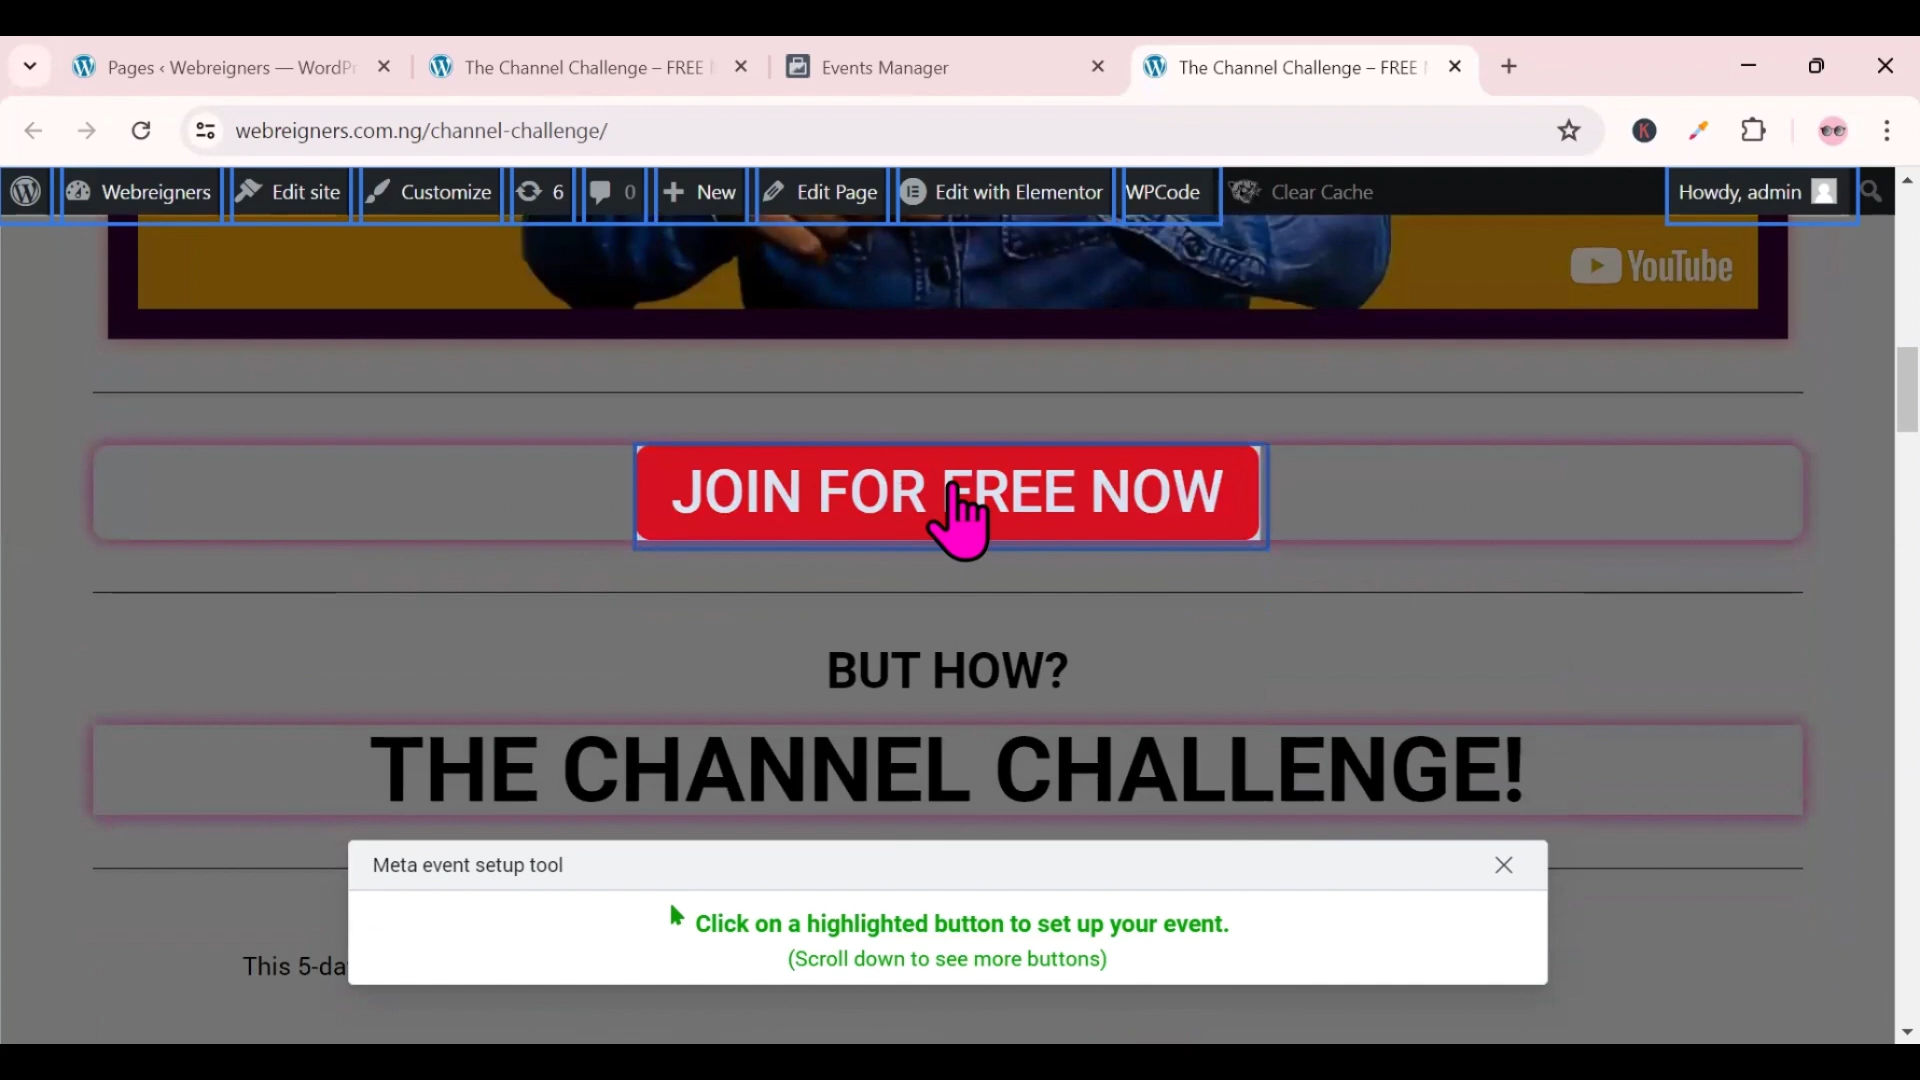 Pages ‹ Webreigners — WordPr
The Channel Challenge – FREE
Events Manager
The Channel Challenge – FREE
webreigners.com.ng/channel-challenge/
K
Webreigners
Edit site
Customize
6
0
New
Edit Page
Edit with Elementor
WPCode
Clear Cache
Howdy, admin
YouTube
JOIN FOR FREE NOW
BUT HOW?
THE CHANNEL CHALLENGE!
Meta event setup tool
Click on a highlighted button to set up your event.
(Scroll down to see more buttons)
This 5-da